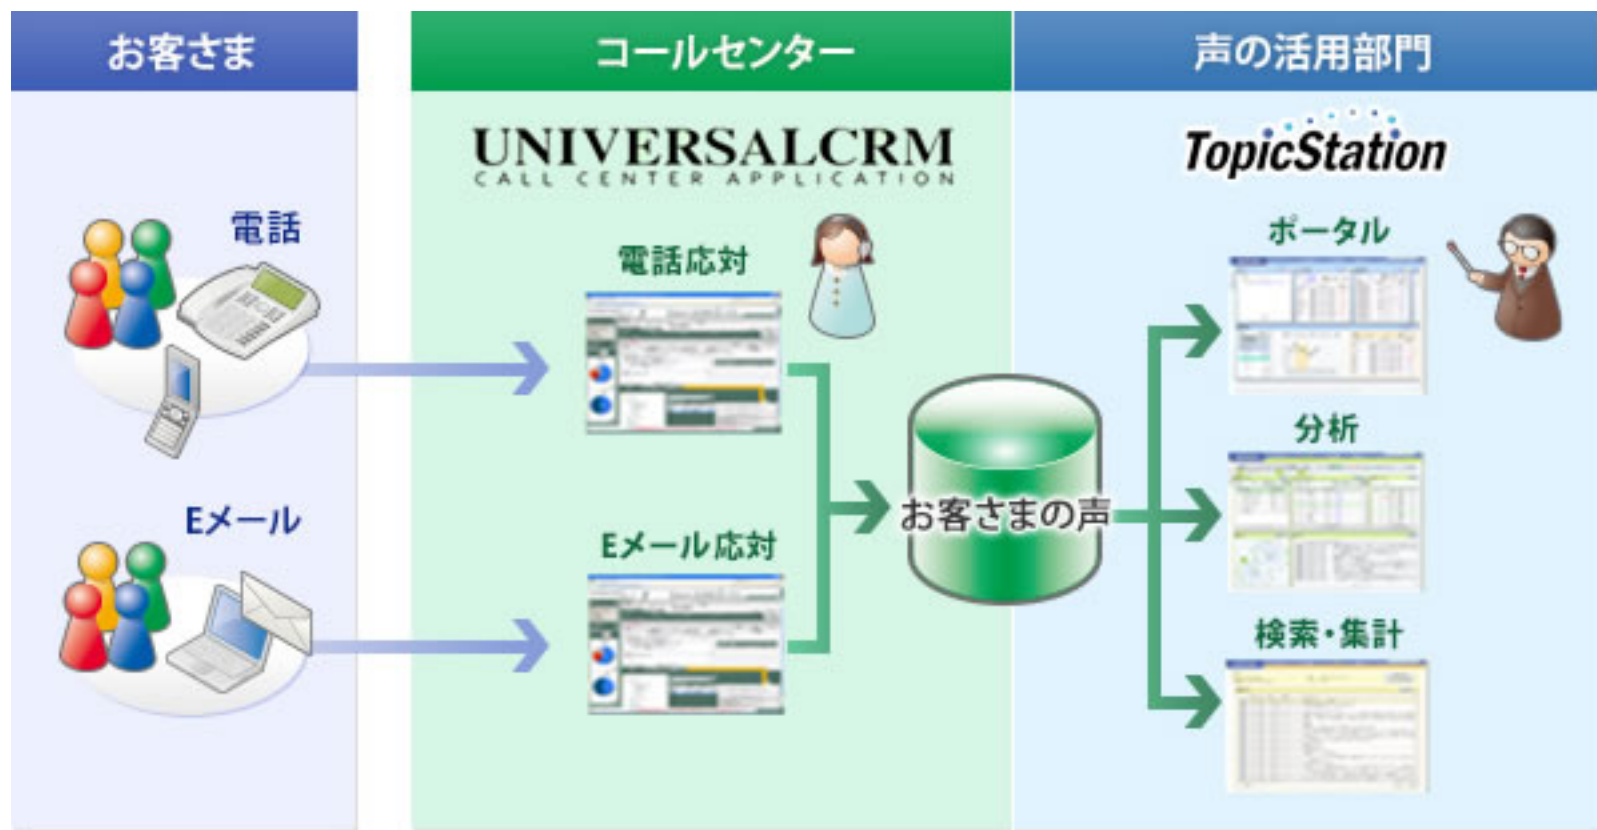 お客さま
コールセンター
声の活用部門
UNIVERSALCRM
CALL CENTER APPLICATION
TopicStation
電話
電話応対
ポータル
分析
お客さまの声
Eメール
Eメール応対
検索・集計